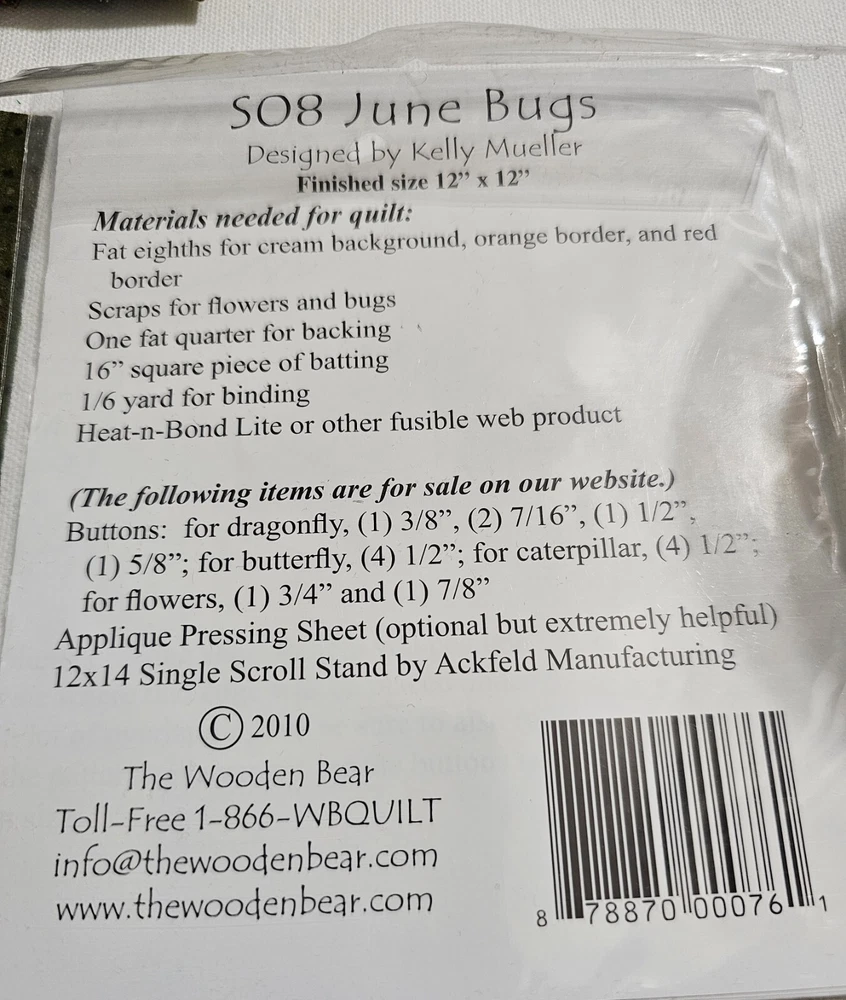 SO8 June Bugs
Designed by Kelly Mueller
Finished size 12” x 12”
Materials needed for quilt:
Fat eighths for cream background, orange border, and red
border
Scraps for flowers and bugs
One fat quarter for backing
16” square piece of batting
1/6 yard for binding
Heat-n-Bond Lite or other fusible web product
(The following items are for sale on our website.)
Buttons: for dragonfly, (1) 3/8”, (2) 7/16”, (1) 1/2”,
(1) 5/8”; for butterfly, (4) 1/2”; for caterpillar, (4) 1/2”;
for flowers, (1) 3/4” and (1) 7/8”
Applique Pressing Sheet (optional but extremely helpful)
12x14 Single Scroll Stand by Ackfeld Manufacturing
© 2010
The Wooden Bear
Toll-Free 1-866-WBQUILT
info@thewoodenbear.com
www.thewoodenbear.com
8 78870 00076 1